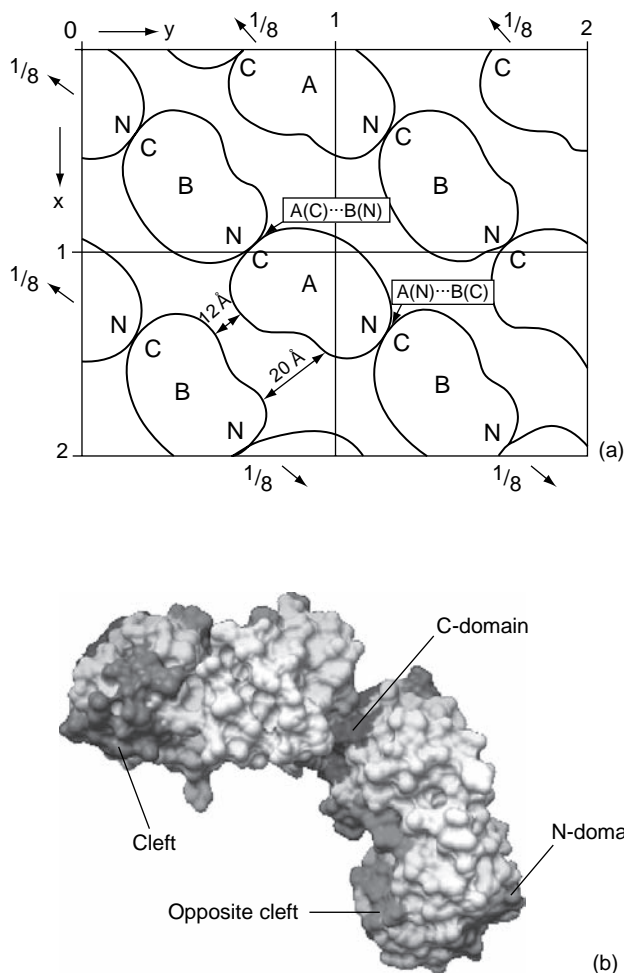 0 y 1/8 1 1/8 2
1/8
C A C
N N
C C
x B B
A(C)···B(N)
N N
1 C C
1/8 A
A(N)···B(C)
12 Å
N N
C C
20 Å
B B
N N
2 (a)
1/8 1/8
C-domain
Cleft
N-doma
Opposite cleft
(b)